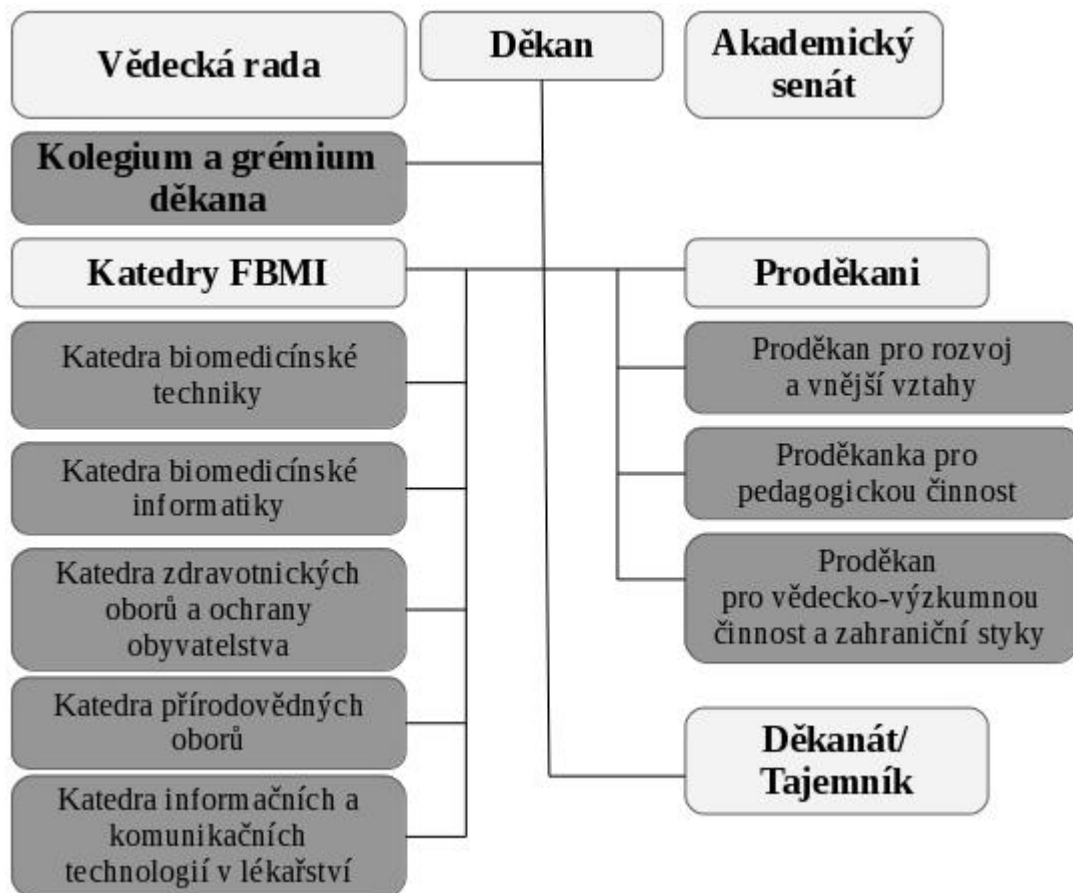 Vědecká rada
Děkan
Akademický
senát
Kolegium a grémium
děkana
Katedry FBMI
Proděkani
Katedra biomedicínské
techniky
Katedra biomedicínské
informatiky
Katedra zdravotnických
oborů a ochrany
obyvatelstva
Katedra přírodovědných
oborů
Katedra informačních a
komunikačních
technologií v lékařství
Proděkan pro rozvoj
a vnější vztahy
Proděkanka pro
pedagogickou činnost
Proděkan
pro vědecko-výzkumnou
činnost a zahraniční styky
Děkanát/
Tajemník